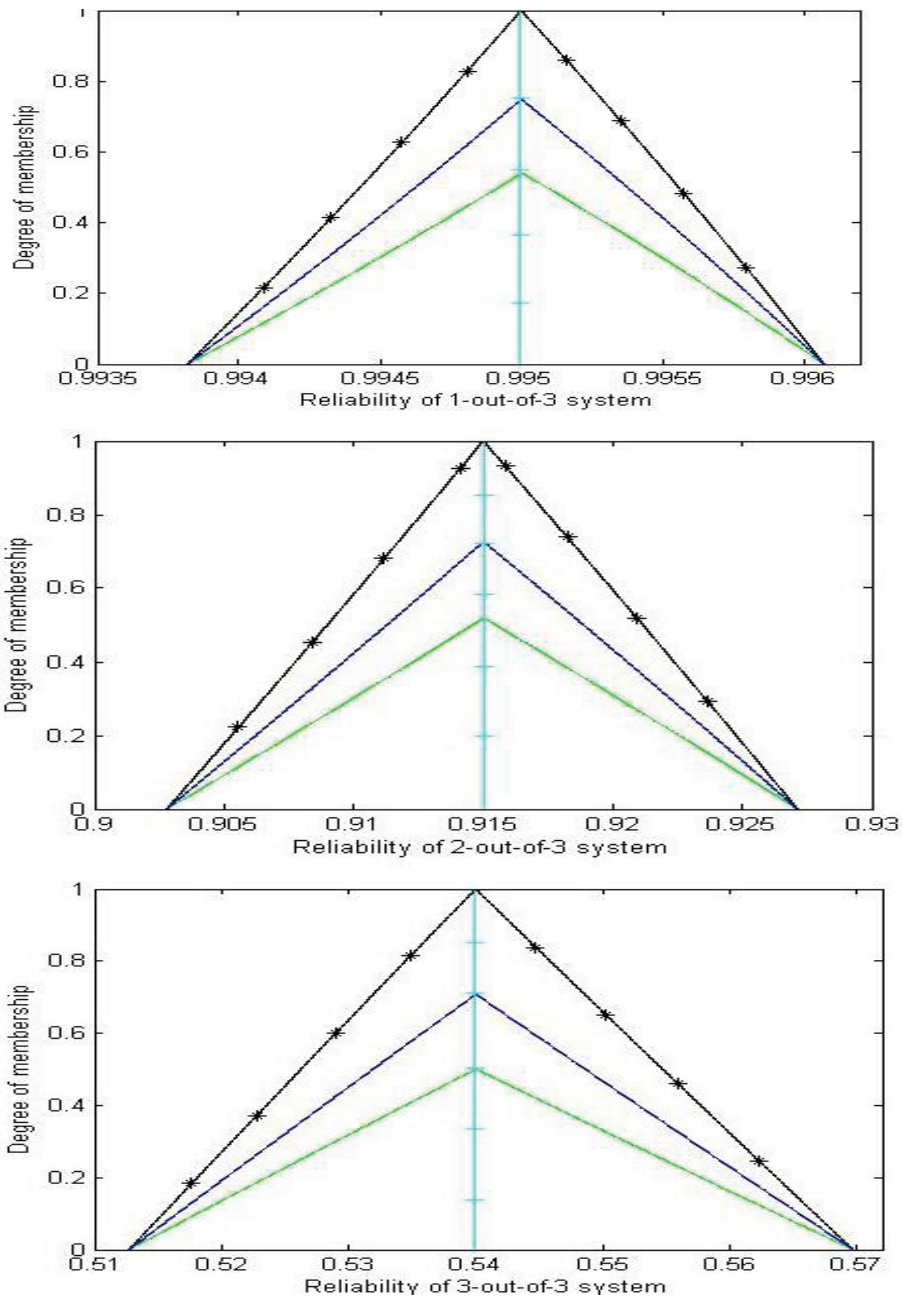 1
0.8
0.6
0.4
0.2
0
Degree of membership
0.9935 0.994 0.9945 0.995 0.9955 0.996
Reliability of 1-out-of-3 system
1
0.8
0.6
0.4
0.2
0
Degree of membership
0.9 0.905 0.91 0.915 0.92 0.925 0.93
Reliability of 2-out-of-3 system
1
0.8
0.6
0.4
0.2
0
Degree of membership
0.51 0.52 0.53 0.54 0.55 0.56 0.57
Reliability of 3-out-of-3 system